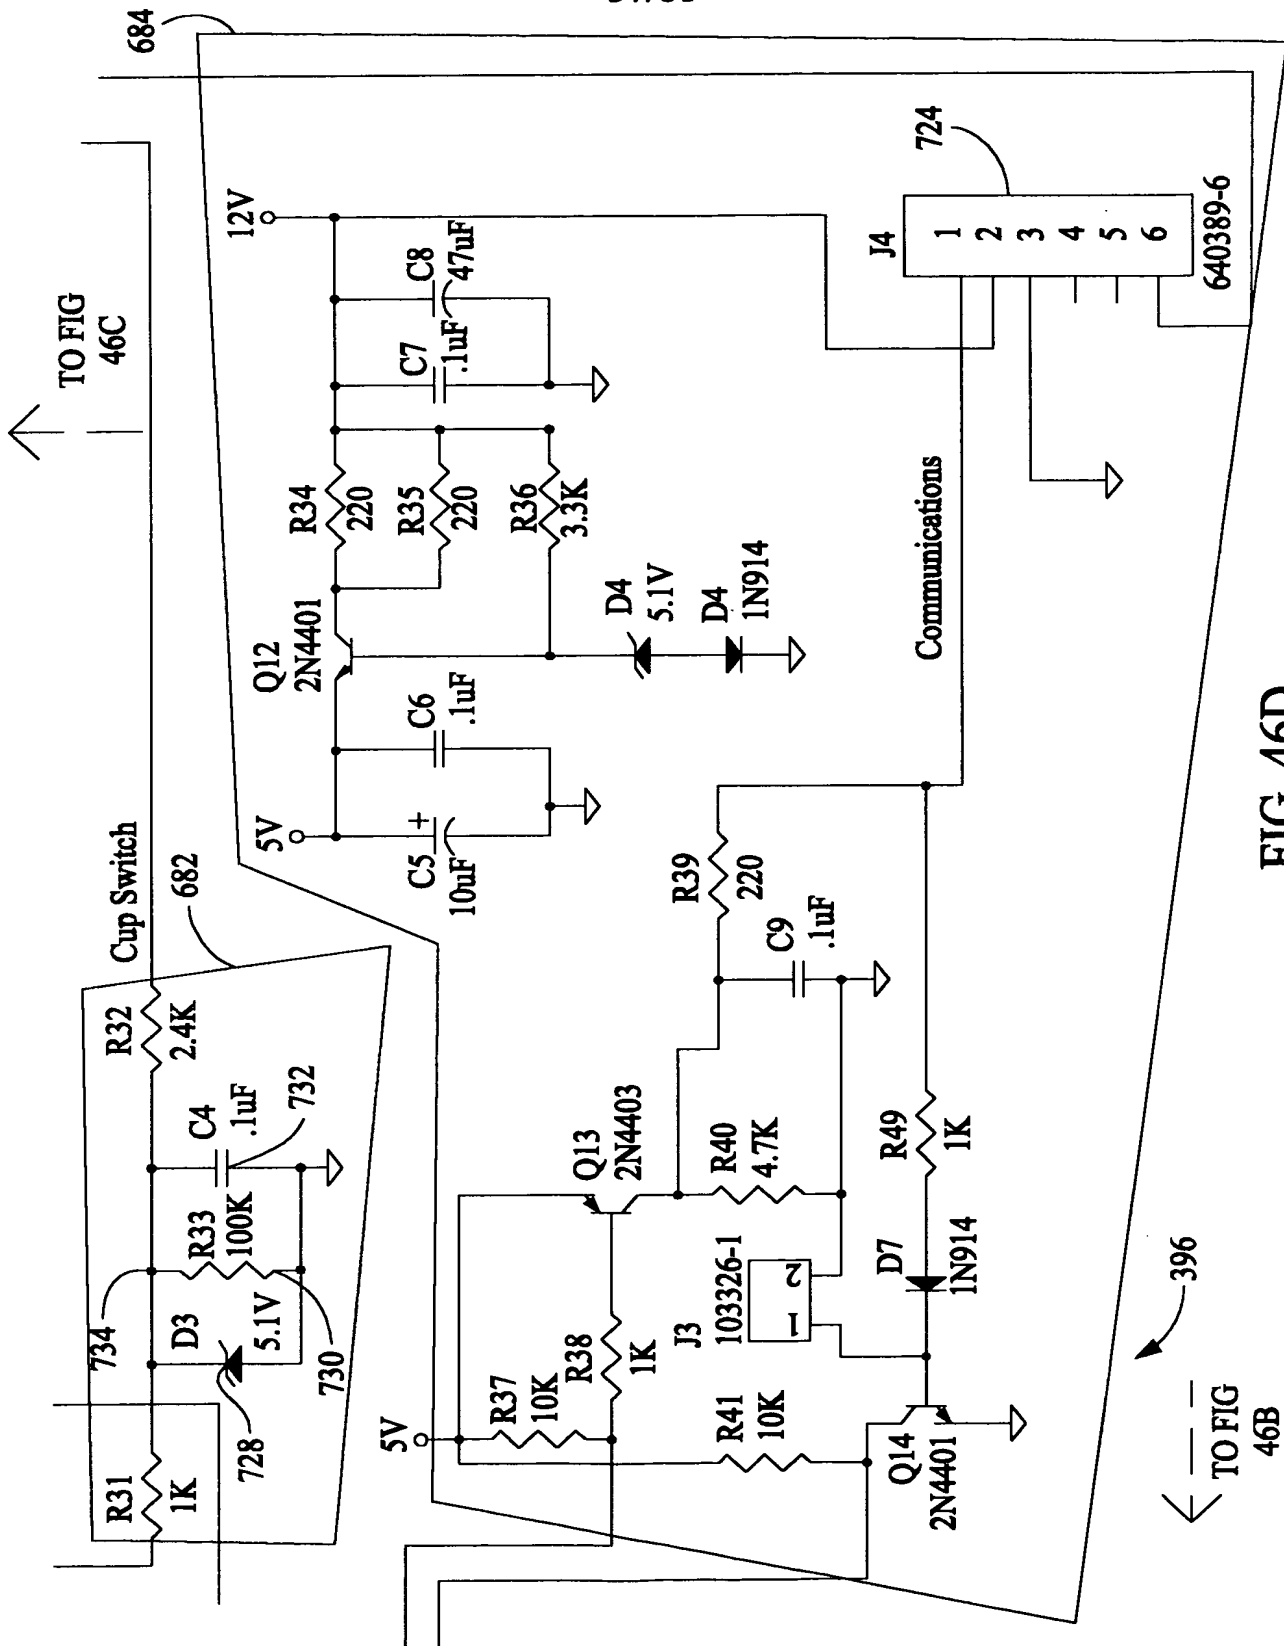 684
TO FIG
46C
Cup Switch
682
734
R31
1K
728
D3
5.1V
730
R33
100K
C4
.1uF
732
R32
2.4K
5V
C5
+
10uF
C6
.1uF
Q12
2N4401
R34
220
R35
220
R36
3.3K
D4
5.1V
D4
1N914
C7
.1uF
C8
47uF
12V
5V
R37
10K
R38
1K
R41
10K
Q13
2N4403
R40
4.7K
R39
220
C9
.1uF
J3
103326-1
1
2
Q14
2N4401
D7
1N914
R49
1K
Communications
J4
1
2
3
4
5
6
640389-6
724
396
TO FIG
46B
FIG. 46D